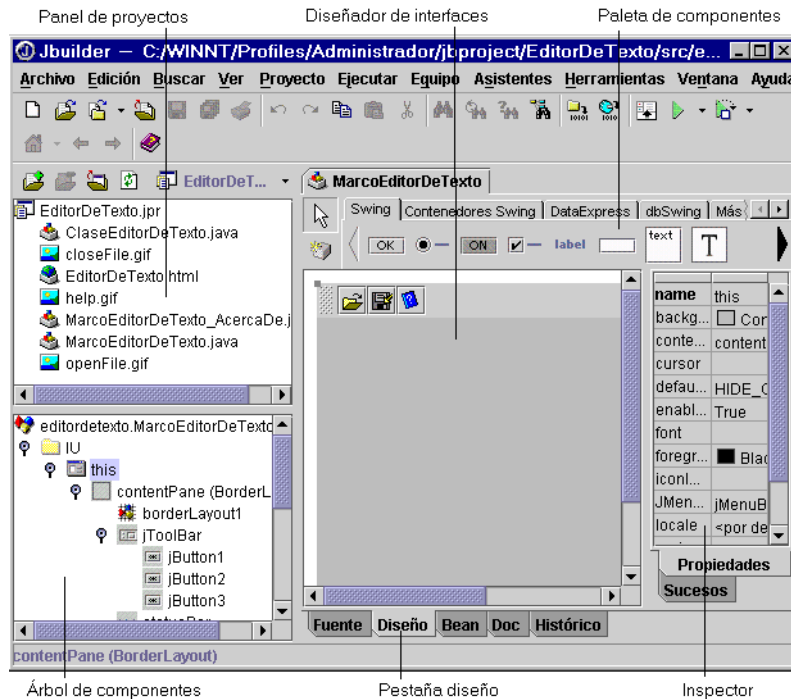 Panel de proyectos
Diseñador de interfaces
Paleta de componentes
Jbuilder — C:/WINNT/Profiles/Administrador/jbproject/EditorDeTexto/src/e...
Archivo Edición Buscar Ver Proyecto Ejecutar Equipo Asistentes Herramientas Ventana Ayuda
EditorDeT...
MarcoEditorDeTexto
Swing Contenedores Swing DataExpress dbSwing Más
OK ON label text T
EditorDeTexto.jpr
ClaseEditorDeTexto.java
closeFile.gif
EditorDeTexto.html
help.gif
MarcoEditorDeTexto_AcercaDe.j
MarcoEditorDeTexto.java
openFile.gif
editordetexto.MarcoEditorDeTexto
IU
this
contentPane (BorderL
borderLayout1
jToolBar
jButton1
jButton2
jButton3
statusBar
name this
backg... Cor
conte... content
cursor
defau... HIDE_C
enabl... True
font
foregr... Blac
iconI...
JMen... jMenuB
locale <por de
Propiedades
Sucesos
Fuente Diseño Bean Doc Histórico
contentPane (BorderLayout)
Árbol de componentes
Pestaña diseño
Inspector